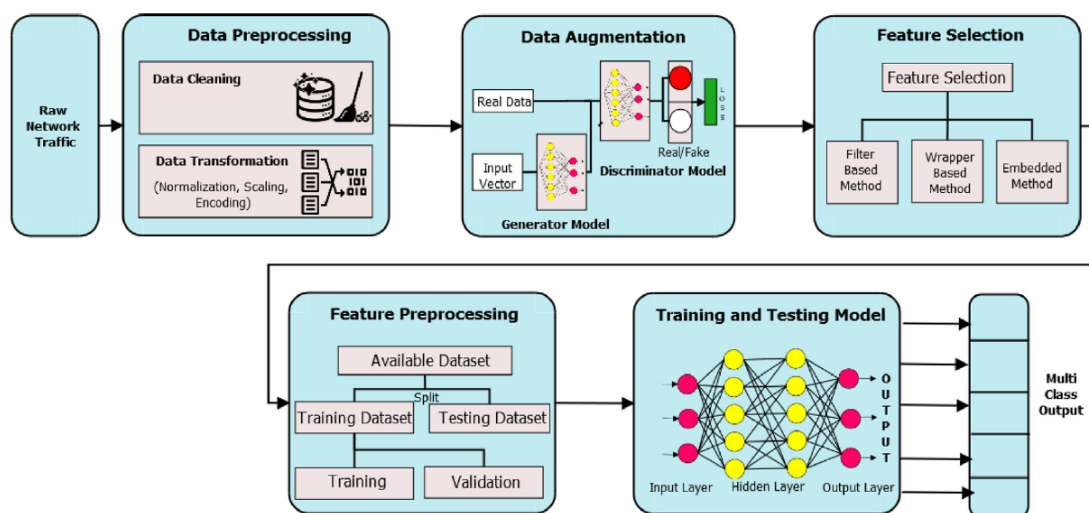 Raw
Network
Traffic
Data Preprocessing
Data Cleaning
Data Transformation
(Normalization, Scaling,
Encoding)
Data Augmentation
Real Data
Input
Vector
Generator Model
Discriminator Model
Real/Fake
LOSS
Feature Selection
Feature Selection
Filter
Based
Method
Wrapper
Based
Method
Embedded
Method
Feature Preprocessing
Available Dataset
Split
Training Dataset
Testing Dataset
Training
Validation
Training and Testing Model
Input Layer
Hidden Layer
Output Layer
OUTPUT
Multi
Class
Output